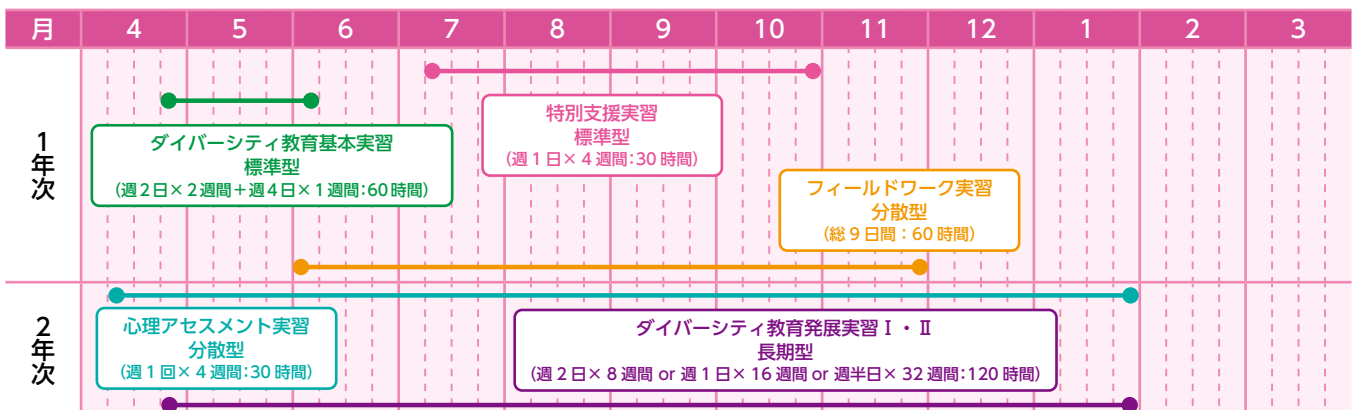 月 4 5 6 7 8 9 10 11 12 1 2 3
1年次
ダイバーシティ教育基本実習
標準型
(週2日×2週間+週4日×1週間:60時間)
特別支援実習
標準型
(週1日×4週間:30時間)
フィールドワーク実習
分散型
(総9日間:60時間)
2年次
心理アセスメント実習
分散型
(週1回×4週間:30時間)
ダイバーシティ教育発展実習Ⅰ・Ⅱ
長期型
(週2日×8週間 or 週1日×16週間 or 週半日×32週間:120時間)